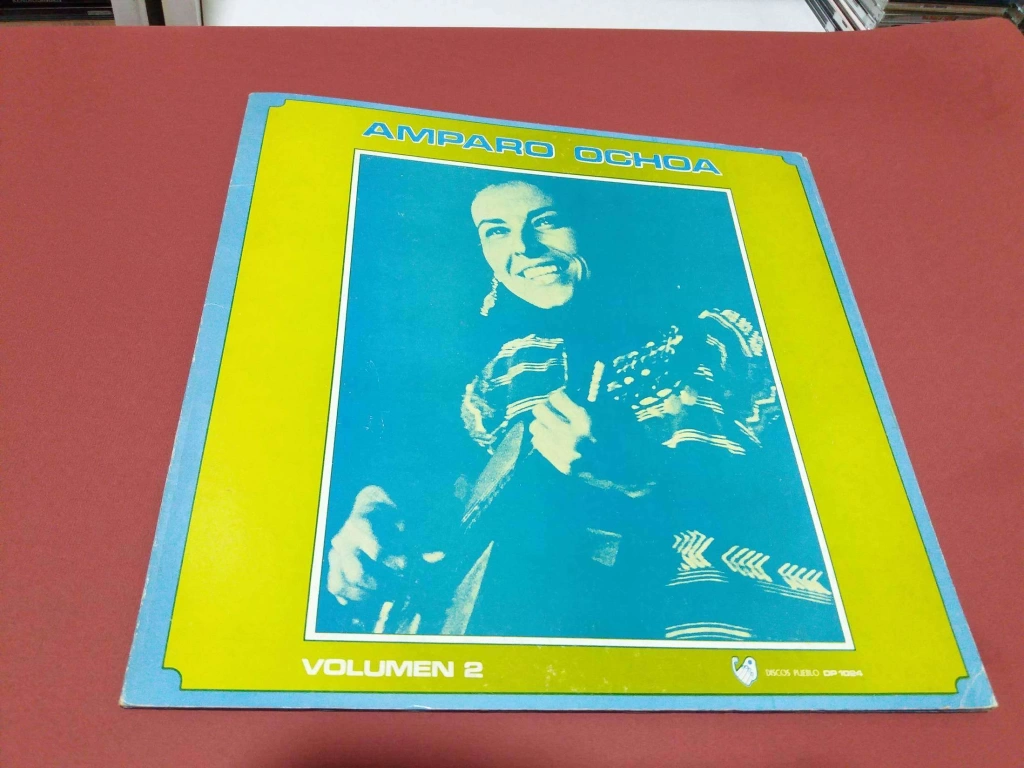 AMPARO OCHOA
VOLUMEN 2
DISCOS PUEBLO DP 1024